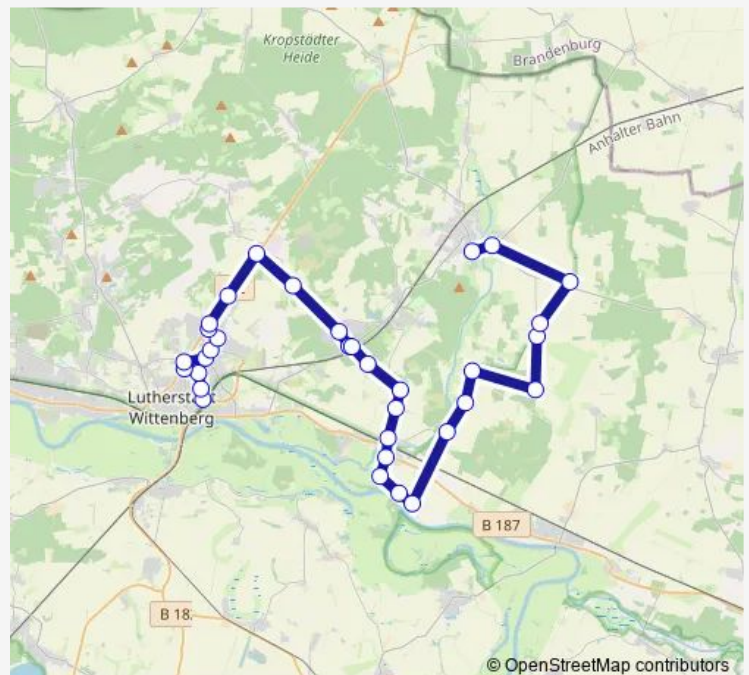 Kropstädter
Heide
Brandenburg
Anhalter Bahn
Lutherstadt
Wittenberg
B 187
B 18.
© OpenStreetMap contributors